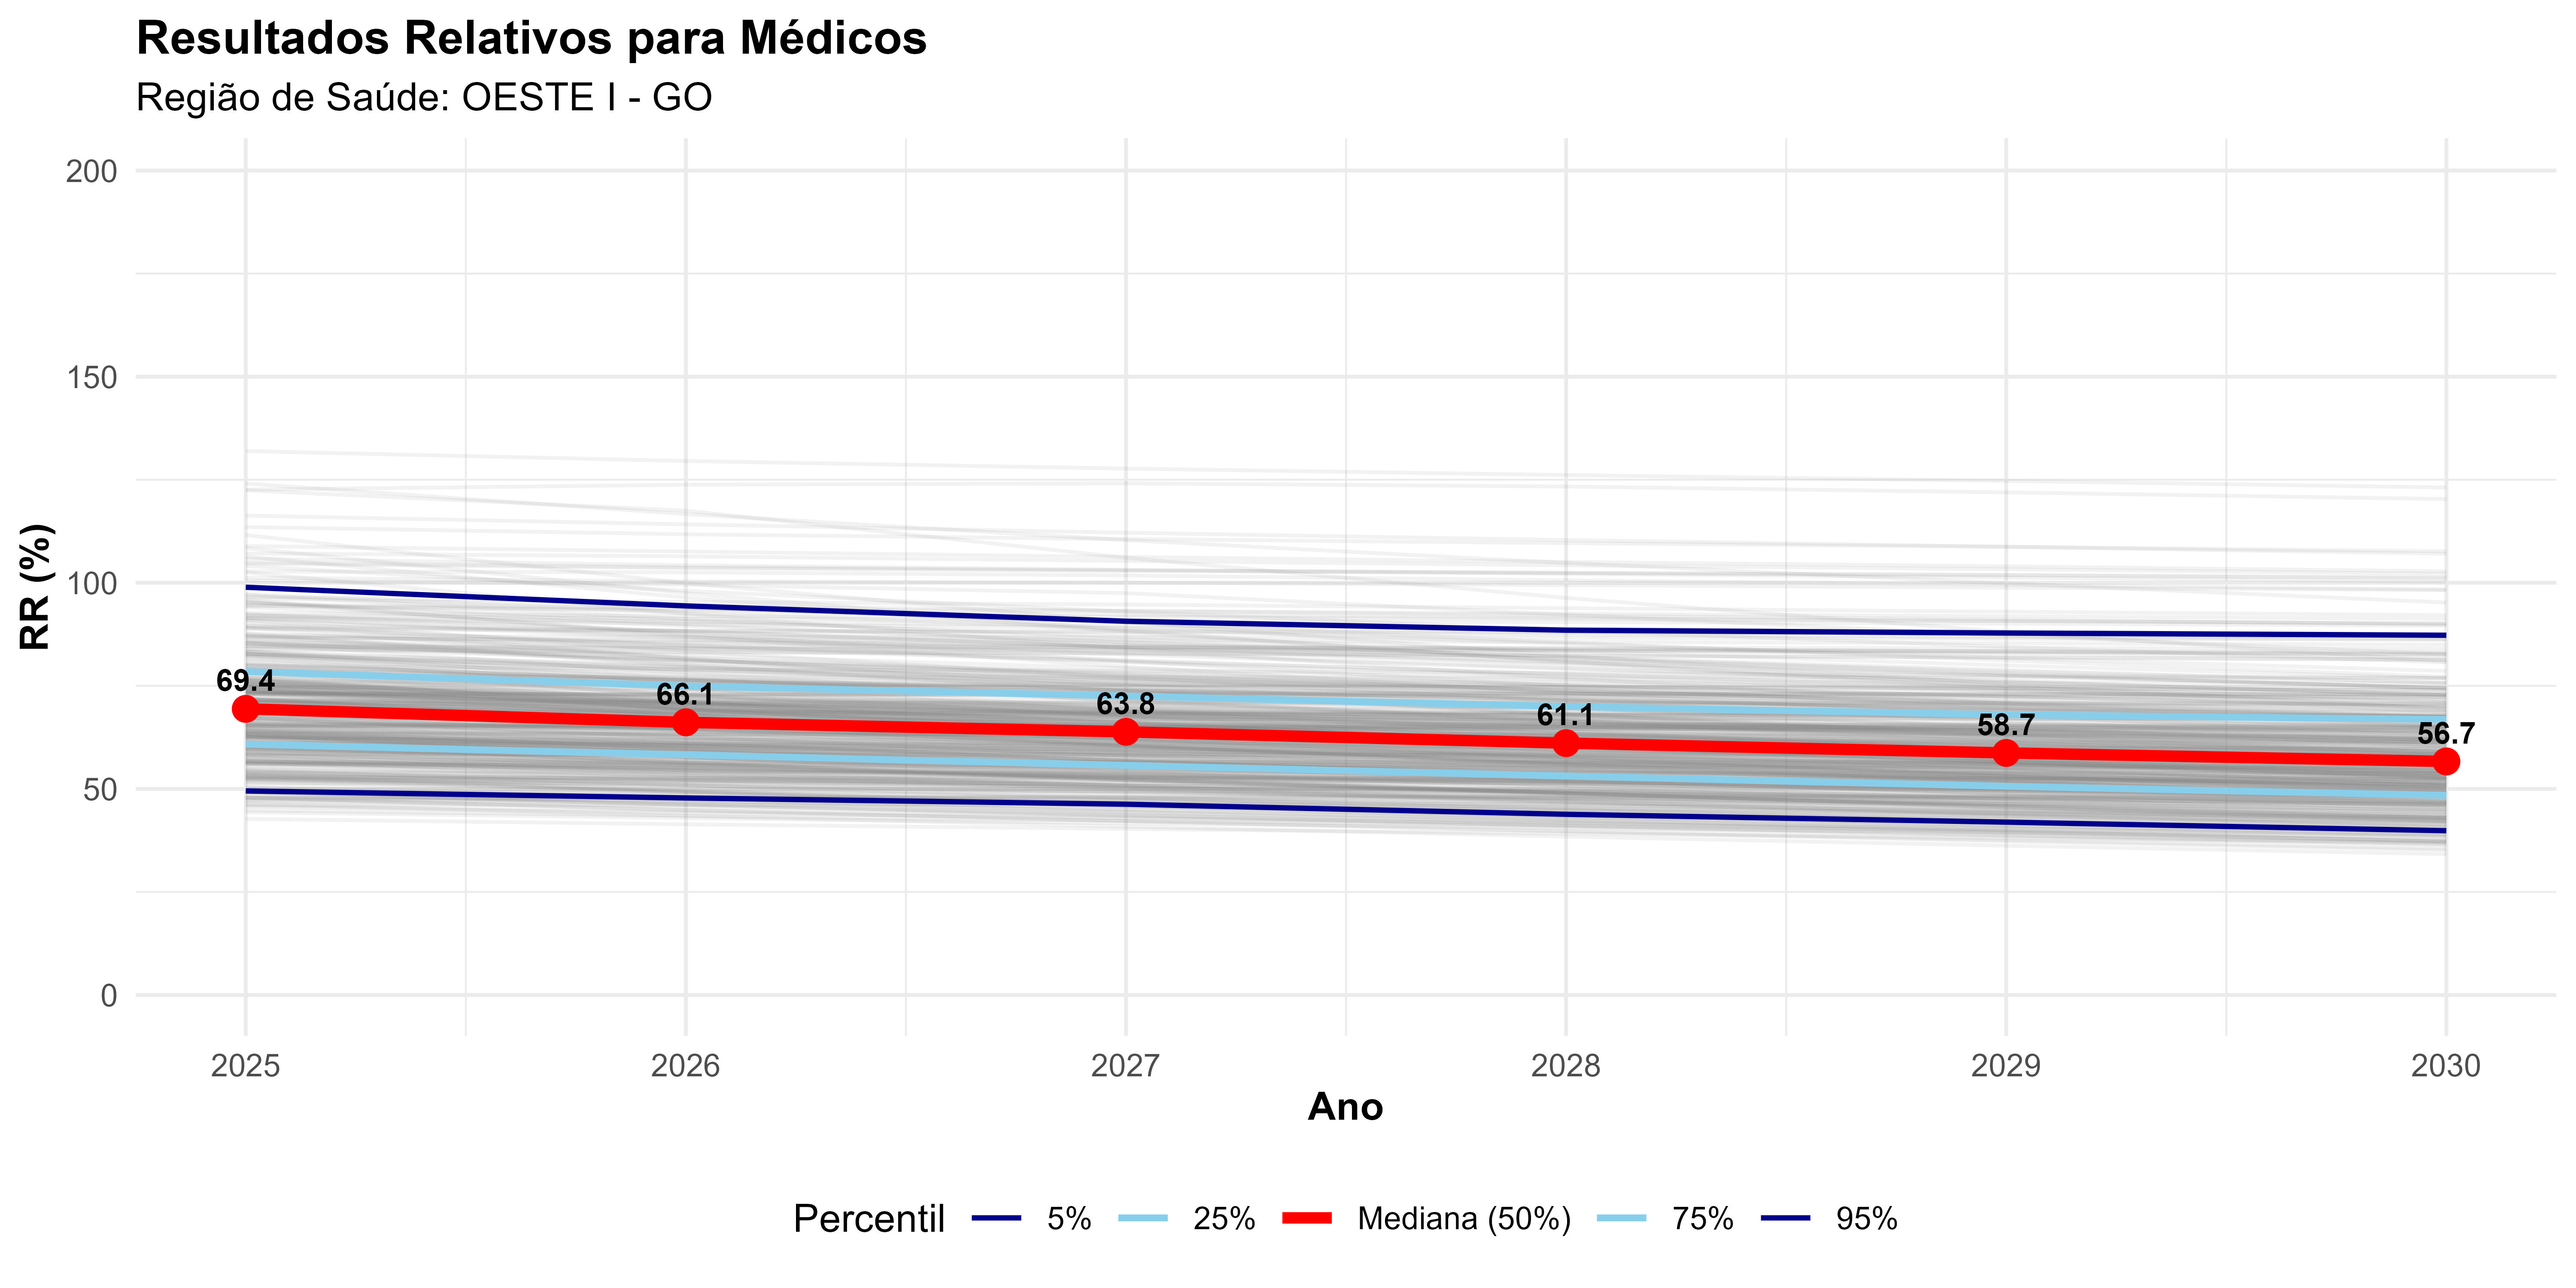 Resultados Relativos para Médicos
Região de Saúde: OESTE I - GO
RR (%)
200
150
100
50
0
69.4
66.1
63.8
61.1
58.7
56.7
2025 2026 2027 2028 2029 2030
Ano
Percentil 5% 25% Mediana (50%) 75% 95%